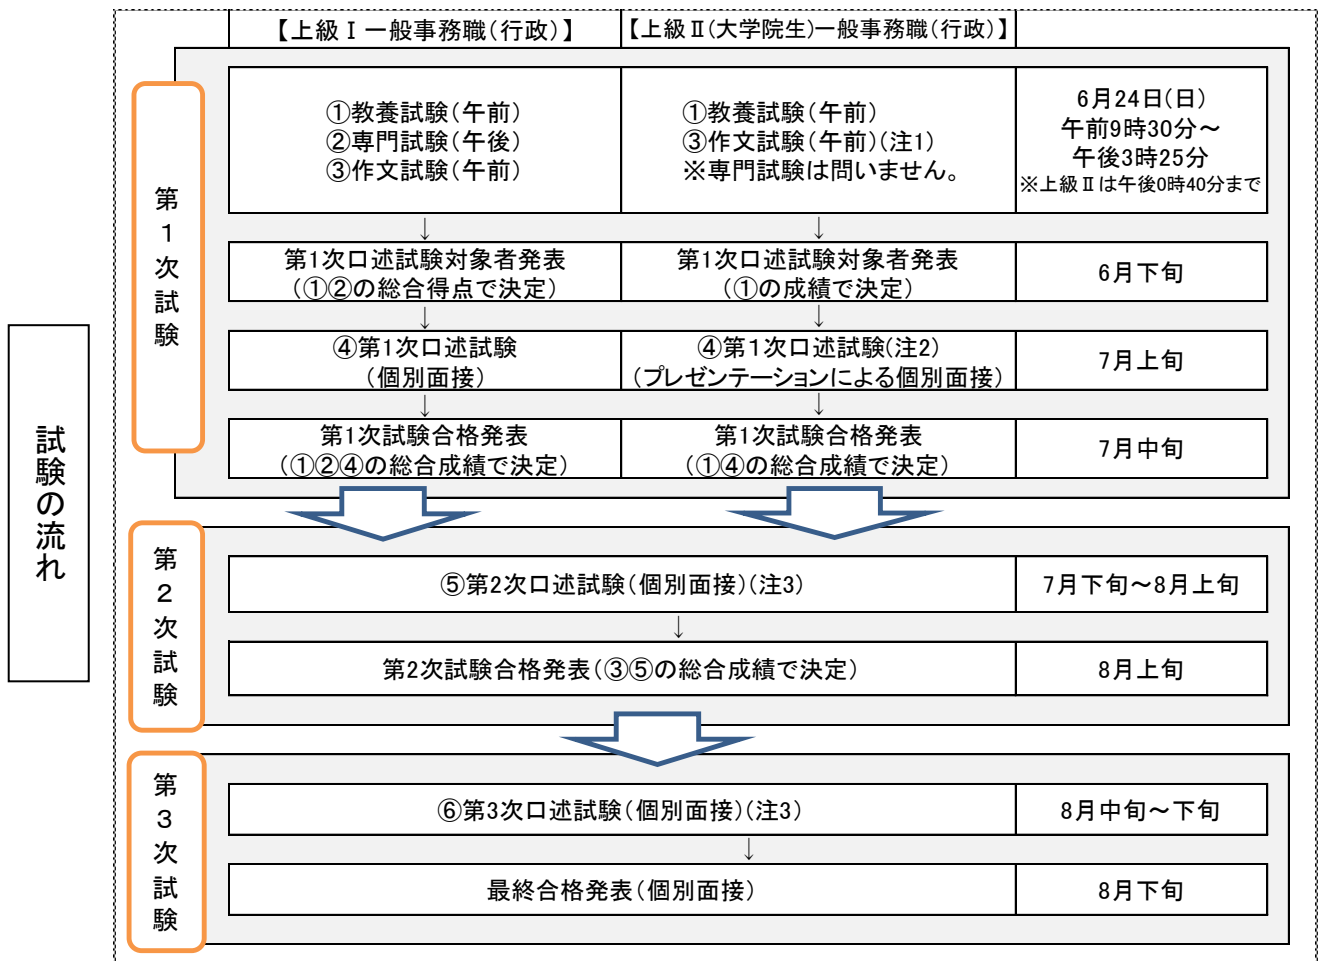 【上級Ⅰ一般事務職(行政)】
【上級Ⅱ(大学院生)一般事務職(行政)】
試験の流れ
第1次試験
①教養試験(午前)
②専門試験(午後)
③作文試験(午前)
①教養試験(午前)
③作文試験(午前)(注1)
※専門試験は問いません。
6月24日(日)
午前9時30分~
午後3時25分
※上級Ⅱは午後0時40分まで
↓
↓
第1次口述試験対象者発表
(①②の総合得点で決定)
第1次口述試験対象者発表
(①の成績で決定)
6月下旬
↓
↓
④第1次口述試験
(個別面接)
④第1次口述試験(注2)
(プレゼンテーションによる個別面接)
7月上旬
↓
↓
第1次試験合格発表
(①②④の総合成績で決定)
第1次試験合格発表
(①④の総合成績で決定)
7月中旬
第2次試験
⑤第2次口述試験(個別面接)(注3)
7月下旬~8月上旬
↓
第2次試験合格発表(③⑤の総合成績で決定)
8月上旬
第3次試験
⑥第3次口述試験(個別面接)(注3)
8月中旬~下旬
↓
最終合格発表(個別面接)
8月下旬